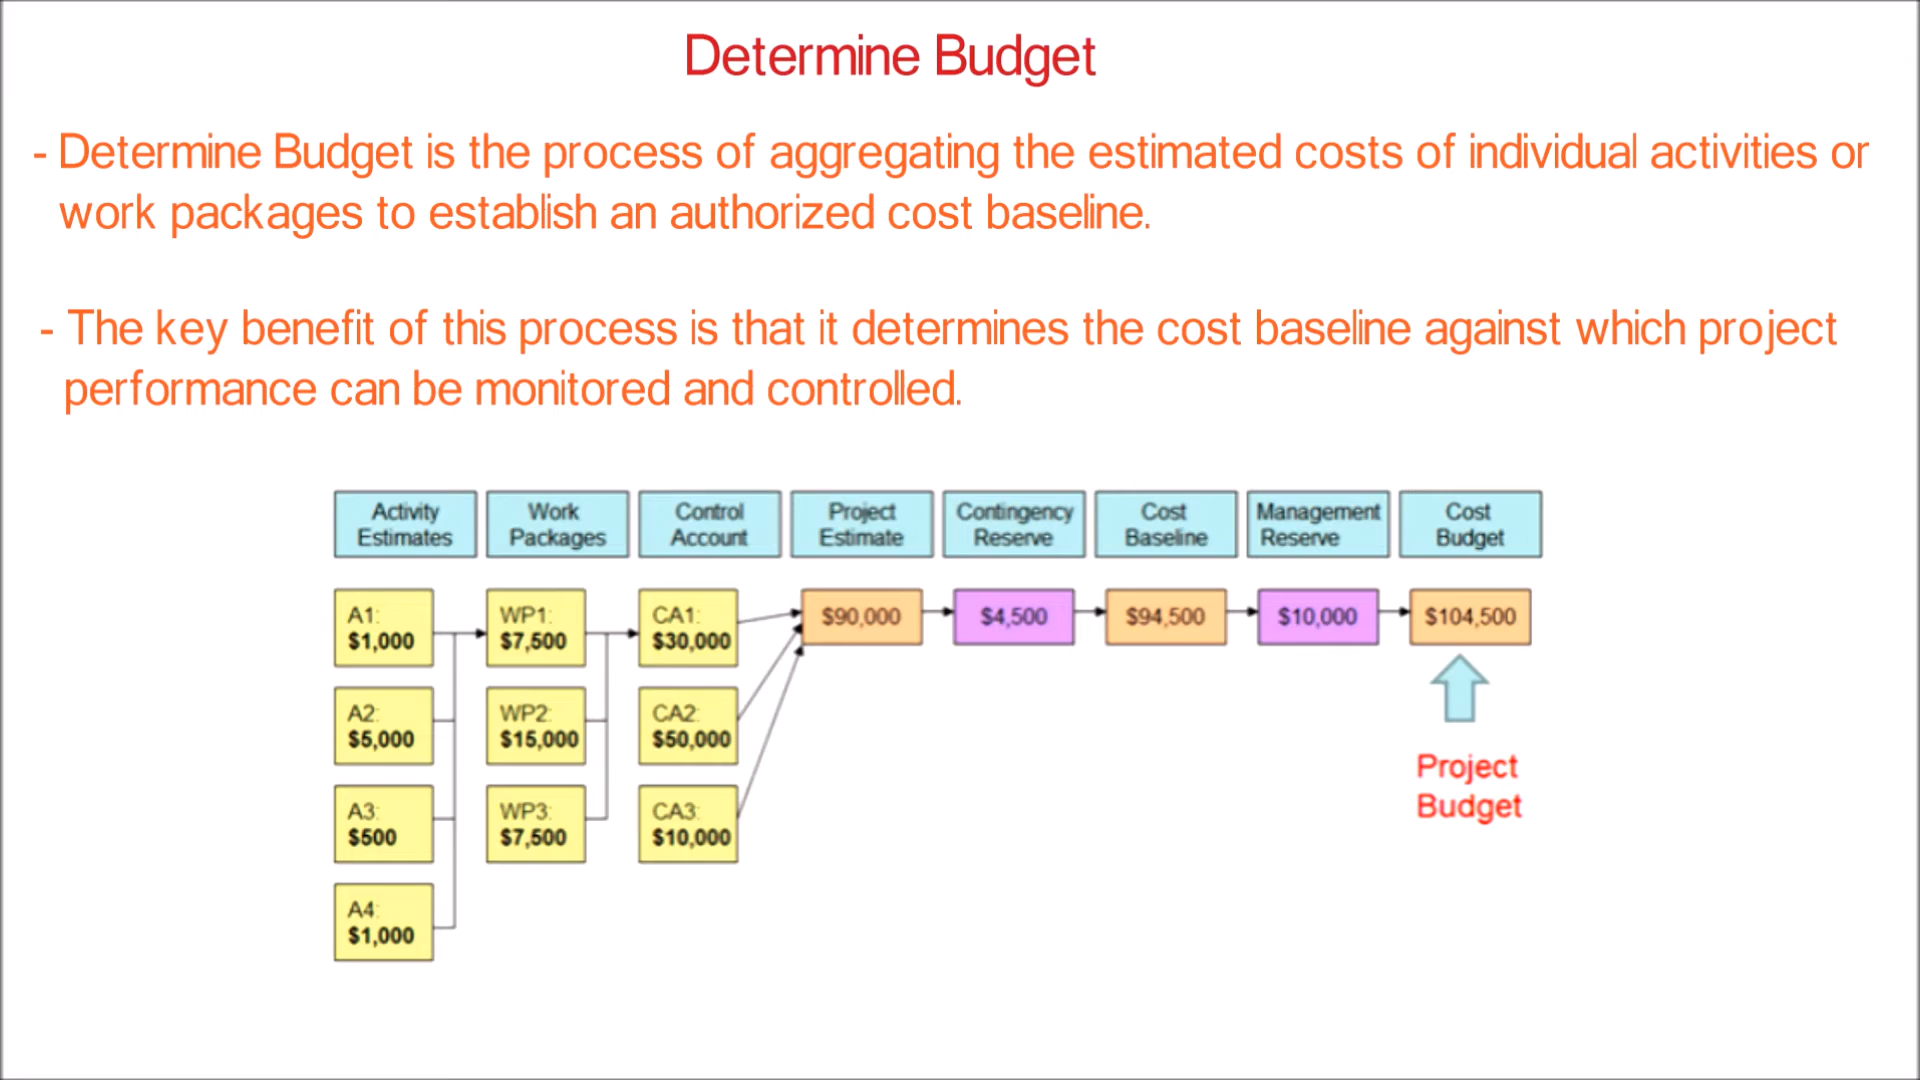 Determine Budget
- Determine Budget is the process of aggregating the estimated costs of individual activities or
work packages to establish an authorized cost baseline.
- The key benefit of this process is that it determines the cost baseline against which project
performance can be monitored and controlled.
Activity Estimates
Work Packages
Control Account
Project Estimate
Contingency Reserve
Cost Baseline
Management Reserve
Cost Budget
A1:
$1,000
WP1:
$7,500
CA1:
$30,000
$90,000
$4,500
$94,500
$10,000
$104,500
A2:
$5,000
WP2:
$15,000
CA2:
$50,000
A3:
$500
WP3:
$7,500
CA3:
$10,000
A4:
$1,000
Project
Budget